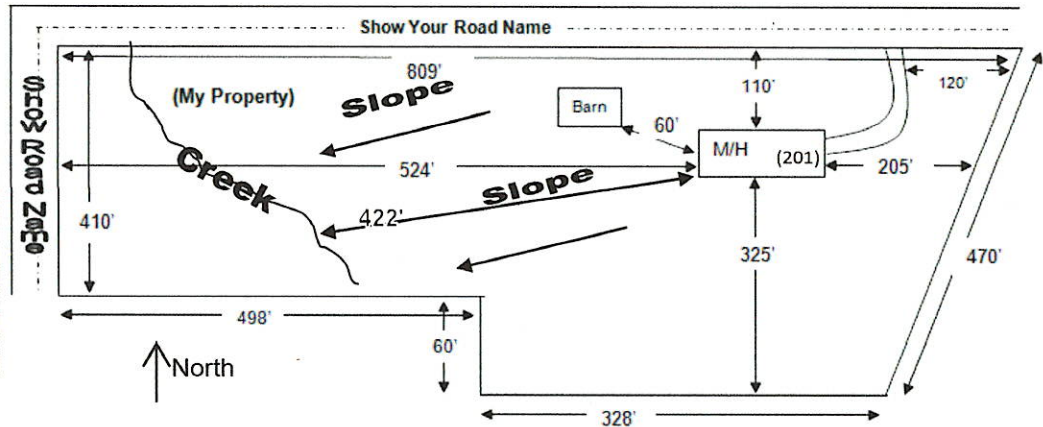 Show Your Road Name
Show Road Name
809'
(My Property)
Slope
110'
120'
Barn
60'
M/H
(201)
Creek
524'
205'
Slope
422'
410'
325'
470'
498'
60'
North
328'